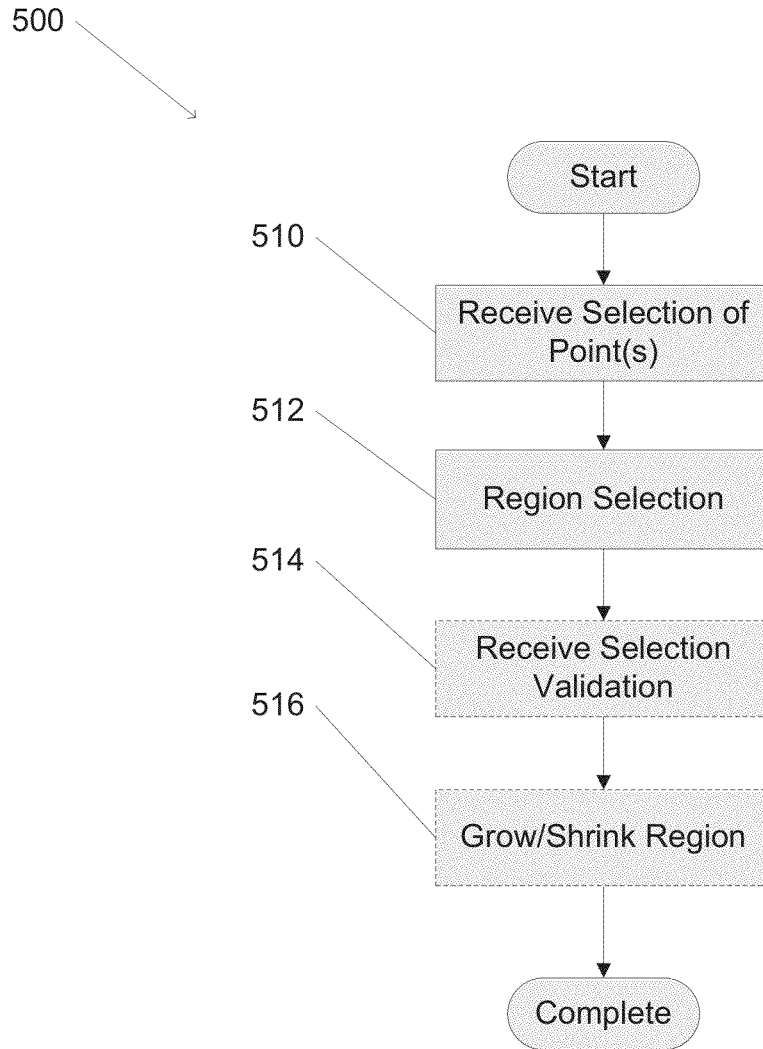 500
Start
510
Receive Selection of
Point(s)
512
Region Selection
514
Receive Selection
Validation
516
Grow/Shrink Region
Complete